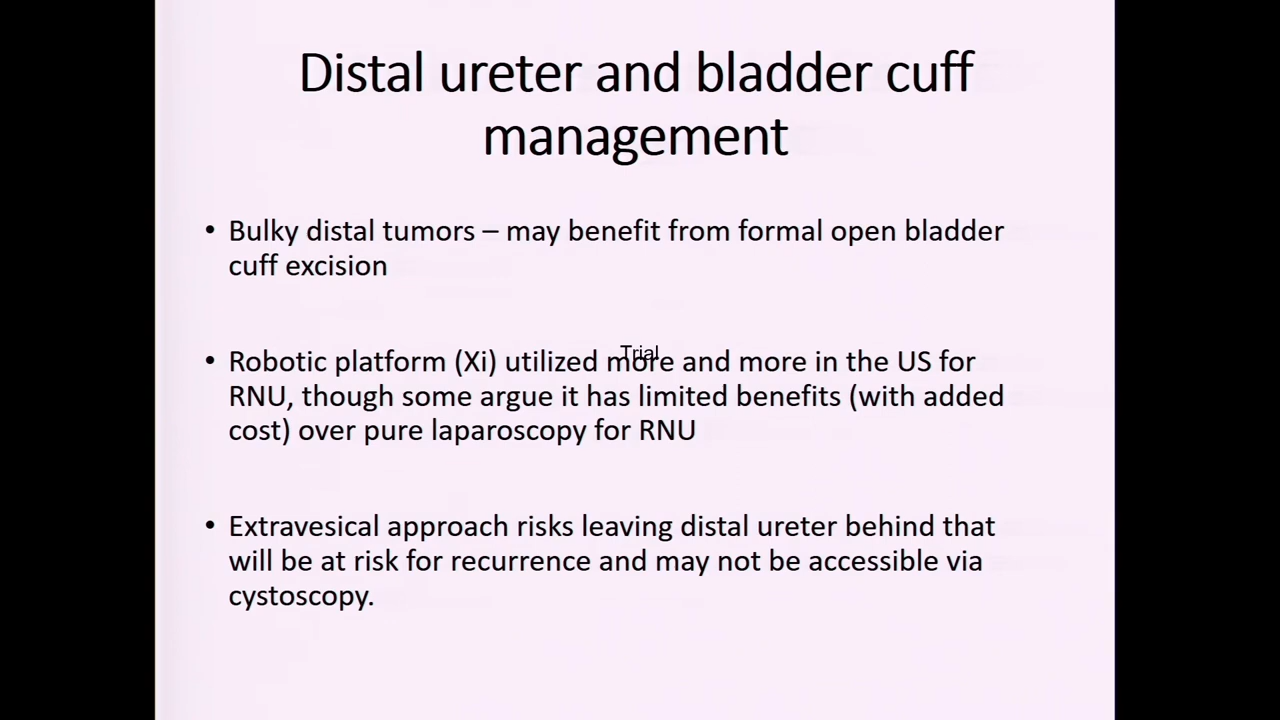 Distal ureter and bladder cuff
management
• Bulky distal tumors – may benefit from formal open bladder
cuff excision
Trial
• Robotic platform (Xi) utilized more and more in the US for
RNU, though some argue it has limited benefits (with added
cost) over pure laparoscopy for RNU
• Extravesical approach risks leaving distal ureter behind that
will be at risk for recurrence and may not be accessible via
cystoscopy.